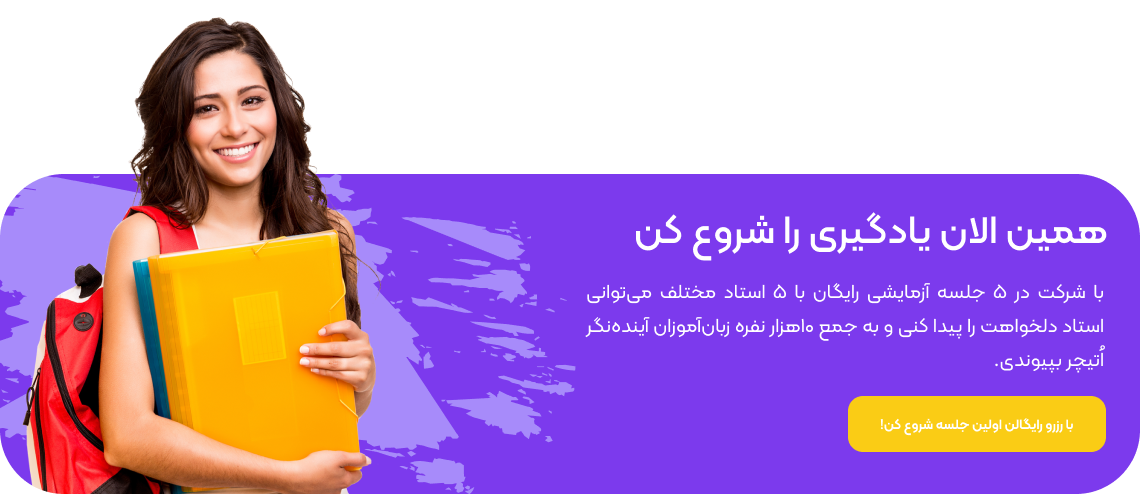 همین الان یادگیری را شروع کن
با شرکت در ۵ جلسه آزمایشی رایگان با ۵ استاد مختلف می‌توانی
استاد دلخواهت را پیدا کنی و به جمع ۱۰هزار نفره زبان‌آموزان آینده‌نگر
اُتیچر بپیوندی.
با رزرو رایگالن اولین جلسه شروع کن!